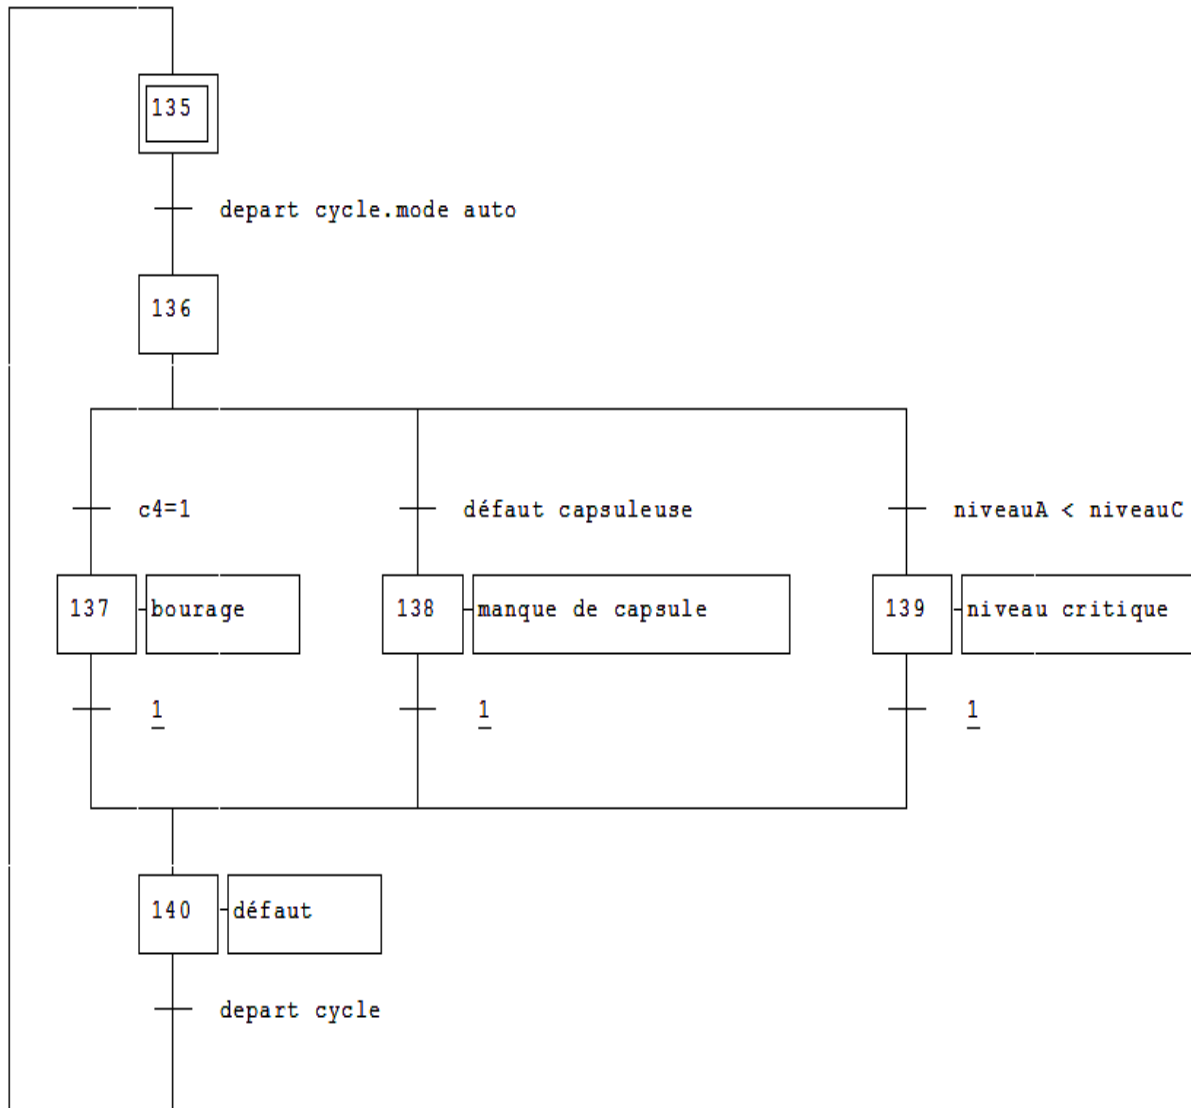 135
depart cycle.mode auto
136
c4=1
défaut capsuleuse
niveauA < niveauC
137
bourage
138
manque de capsule
139
niveau critique
1
1
1
140
défaut
depart cycle